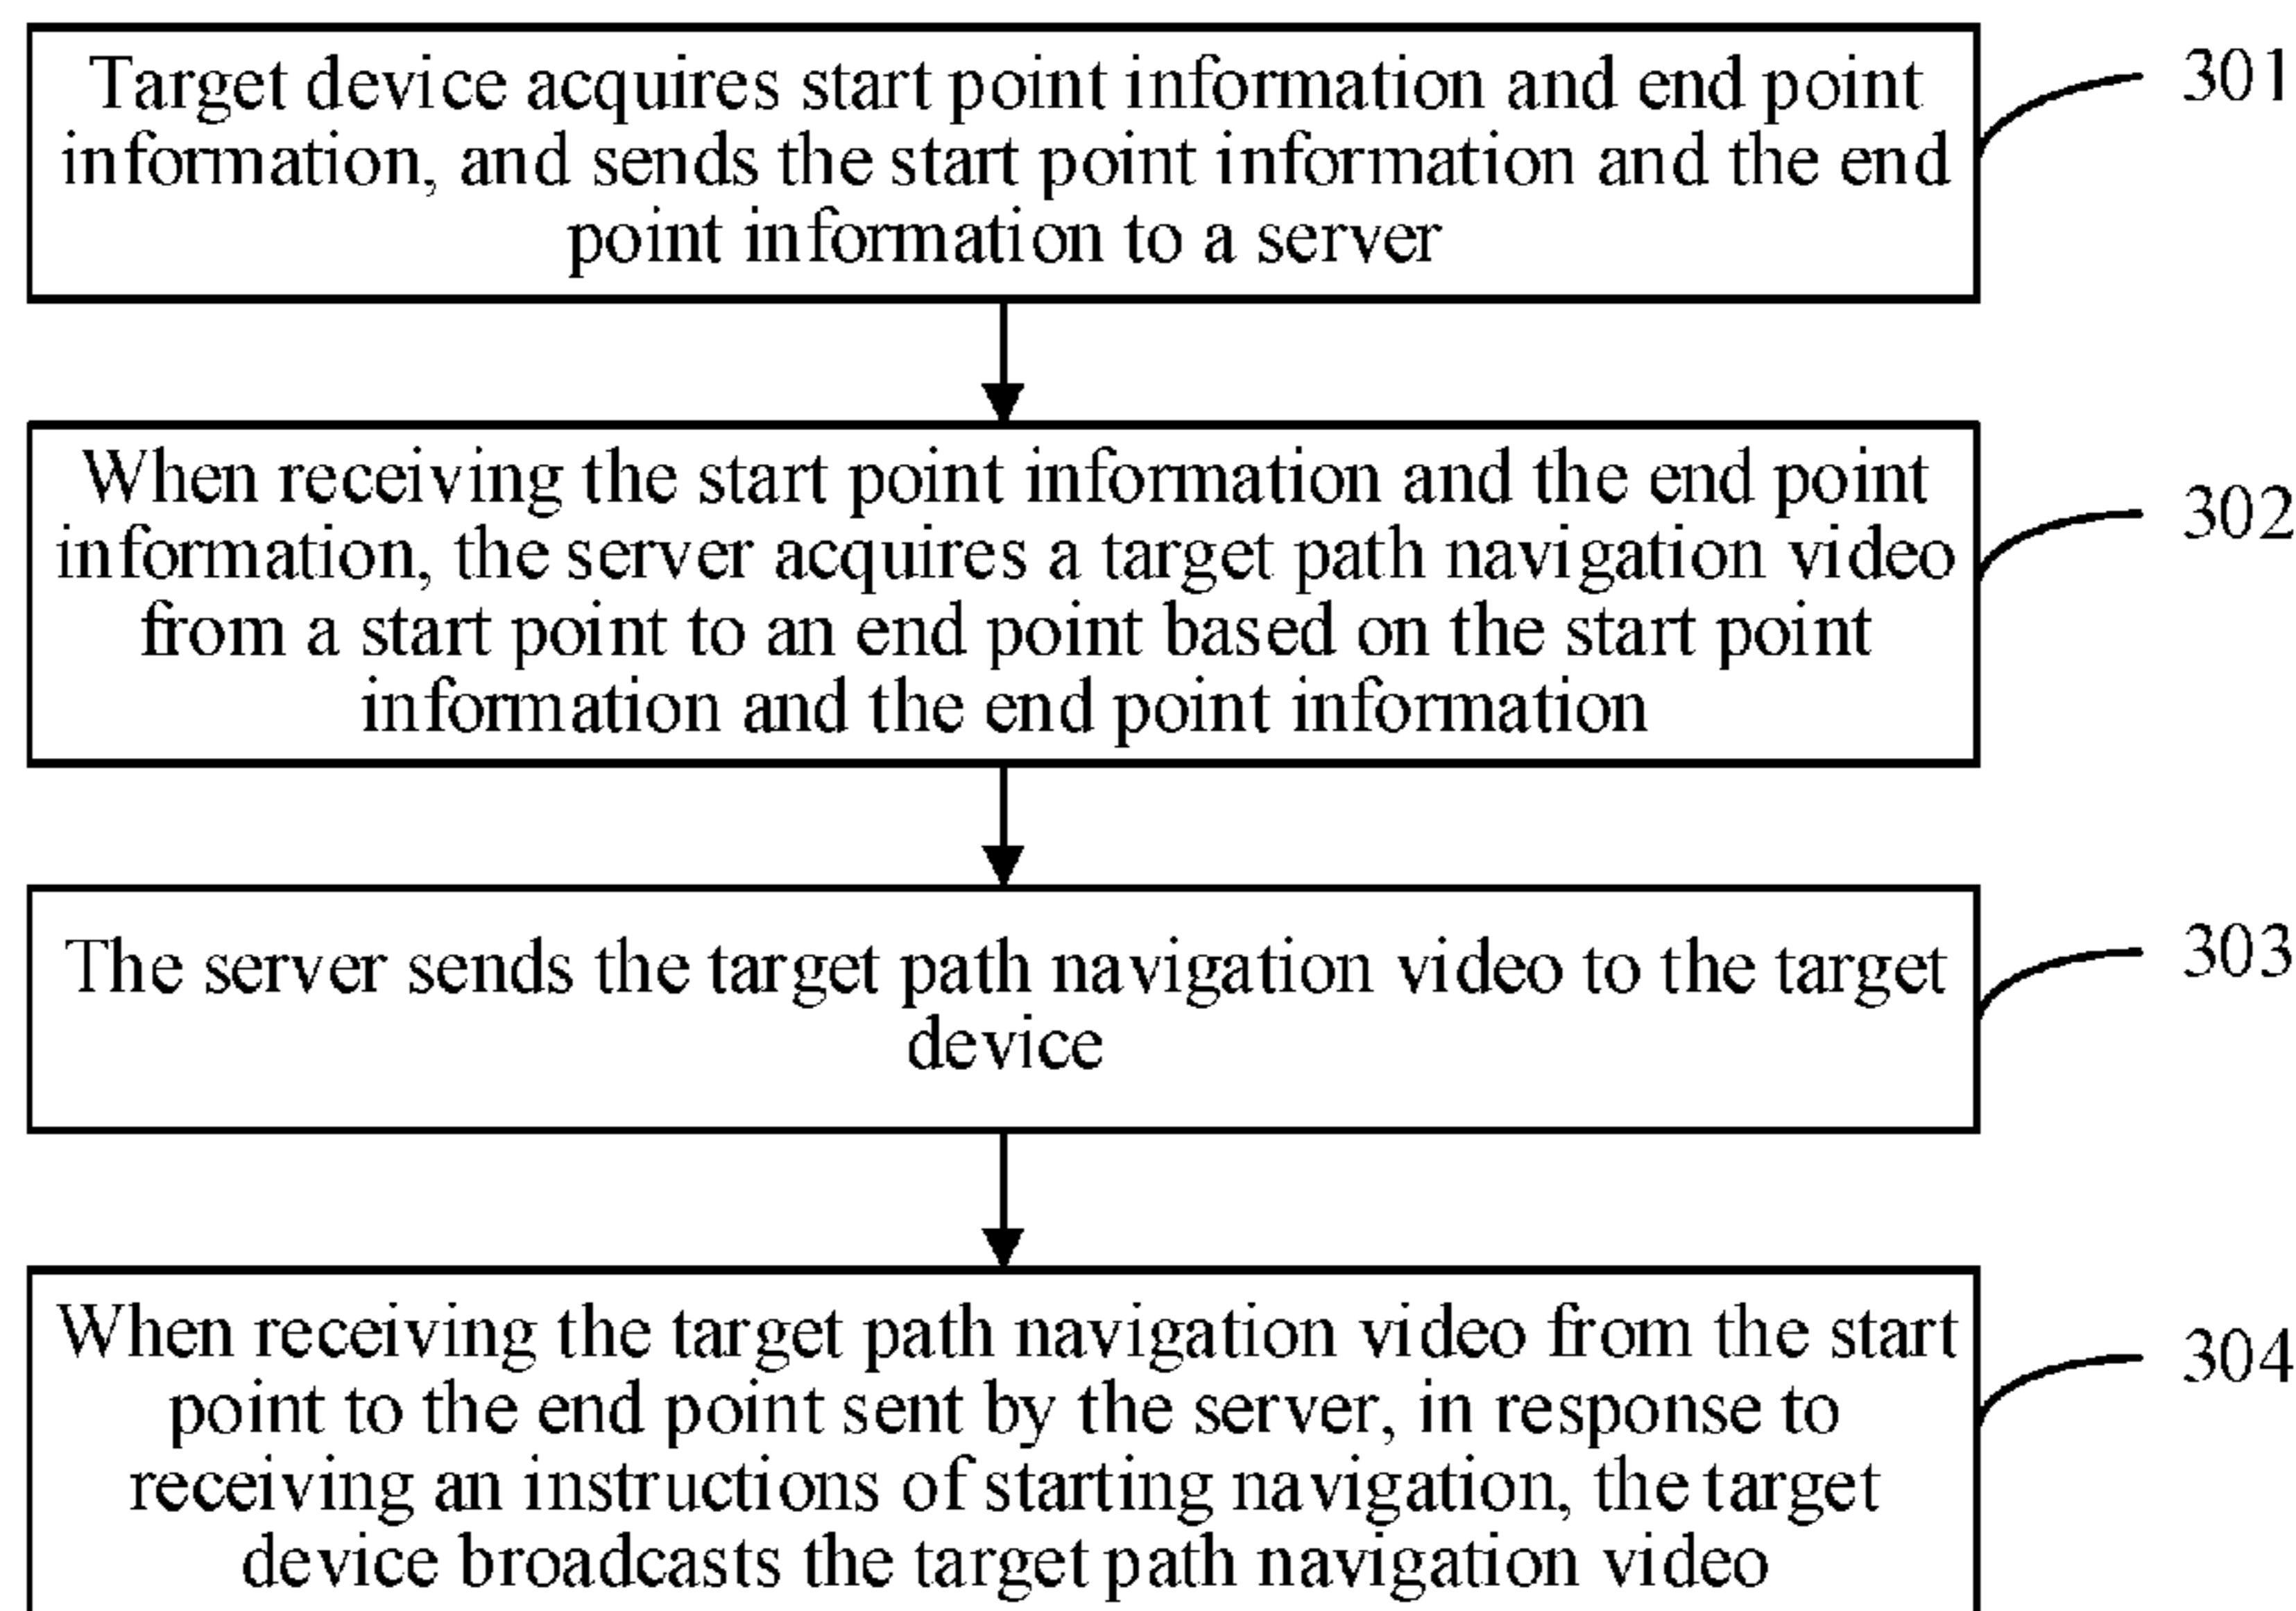 Target device acquires start point information and end point
information, and sends the start point information and the end
point information to a server
301
When receiving the start point information and the end point
information, the server acquires a target path navigation video
from a start point to an end point based on the start point
information and the end point information
302
The server sends the target path navigation video to the target
device
303
When receiving the target path navigation video from the start
point to the end point sent by the server, in response to
receiving an instructions of starting navigation, the target
device broadcasts the target path navigation video
304